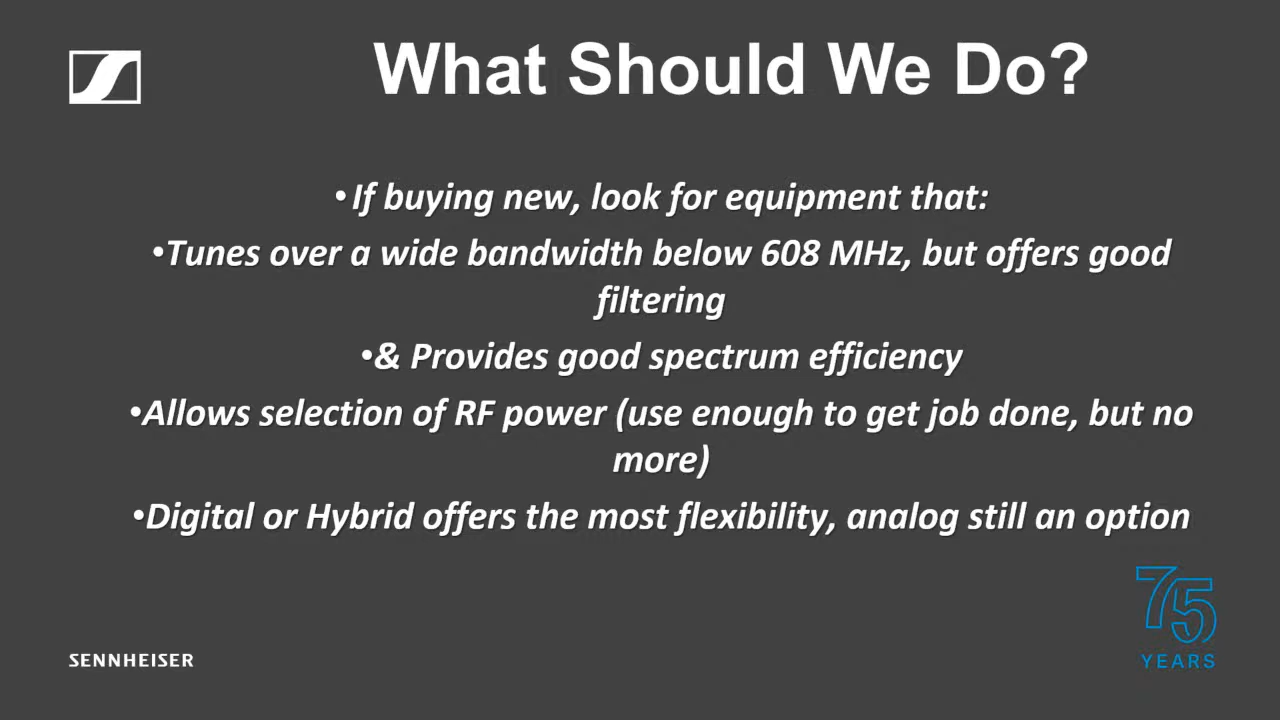 What Should We Do?
•If buying new, look for equipment that:
•Tunes over a wide bandwidth below 608 MHz, but offers good
filtering
•& Provides good spectrum efficiency
•Allows selection of RF power (use enough to get job done, but no
more)
•Digital or Hybrid offers the most flexibility, analog still an option
75
YEARS
SENNHEISER